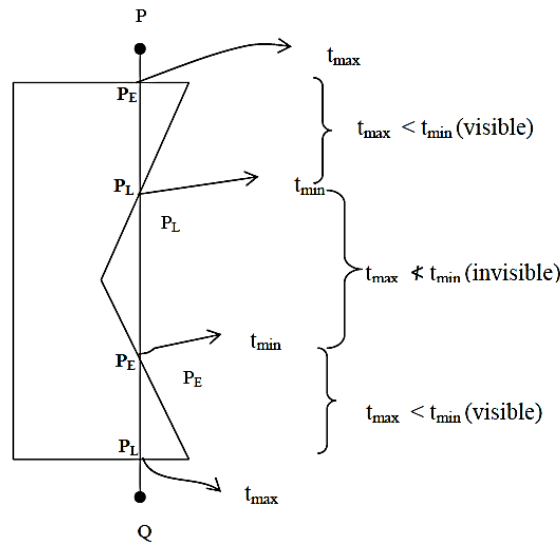 P
t_max
P_E
t_max < t_min (visible)
P_L
t_min
P_L
t_max ≮ t_min (invisible)
t_min
P_E
P_E
t_max < t_min (visible)
P_L
t_max
Q